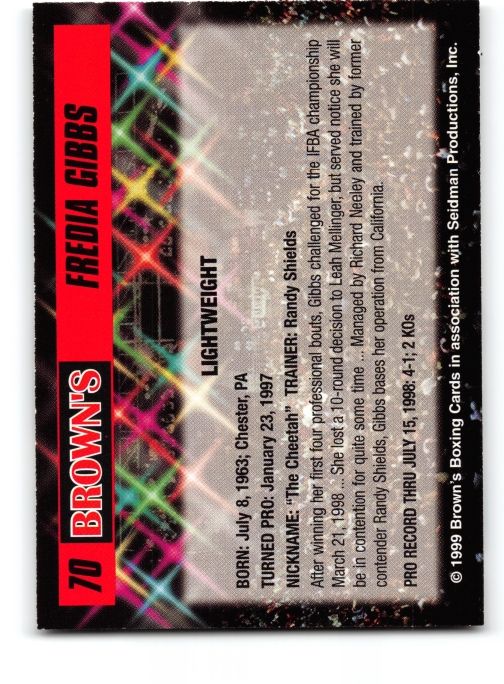 70 BROWN'S FREDIA GIBBS
LIGHTWEIGHT
BORN: July 8, 1963; Chester, PA
TURNED PRO: January 23, 1997
NICKNAME: "The Cheetah" TRAINER: Randy Shields
After winning her first four professional bouts, Gibbs challenged for the IFBA championship
March 21, 1998 ... She lost a 10-round decision to Leah Mellinger, but served notice she will
be in contention for quite some time ... Managed by Richard Neeley and trained by former
contender Randy Shields, Gibbs bases her operation from California.
PRO RECORD THRU JULY 15, 1998: 4-1; 2 KOs
© 1999 Brown's Boxing Cards in association with Seidman Productions, Inc.